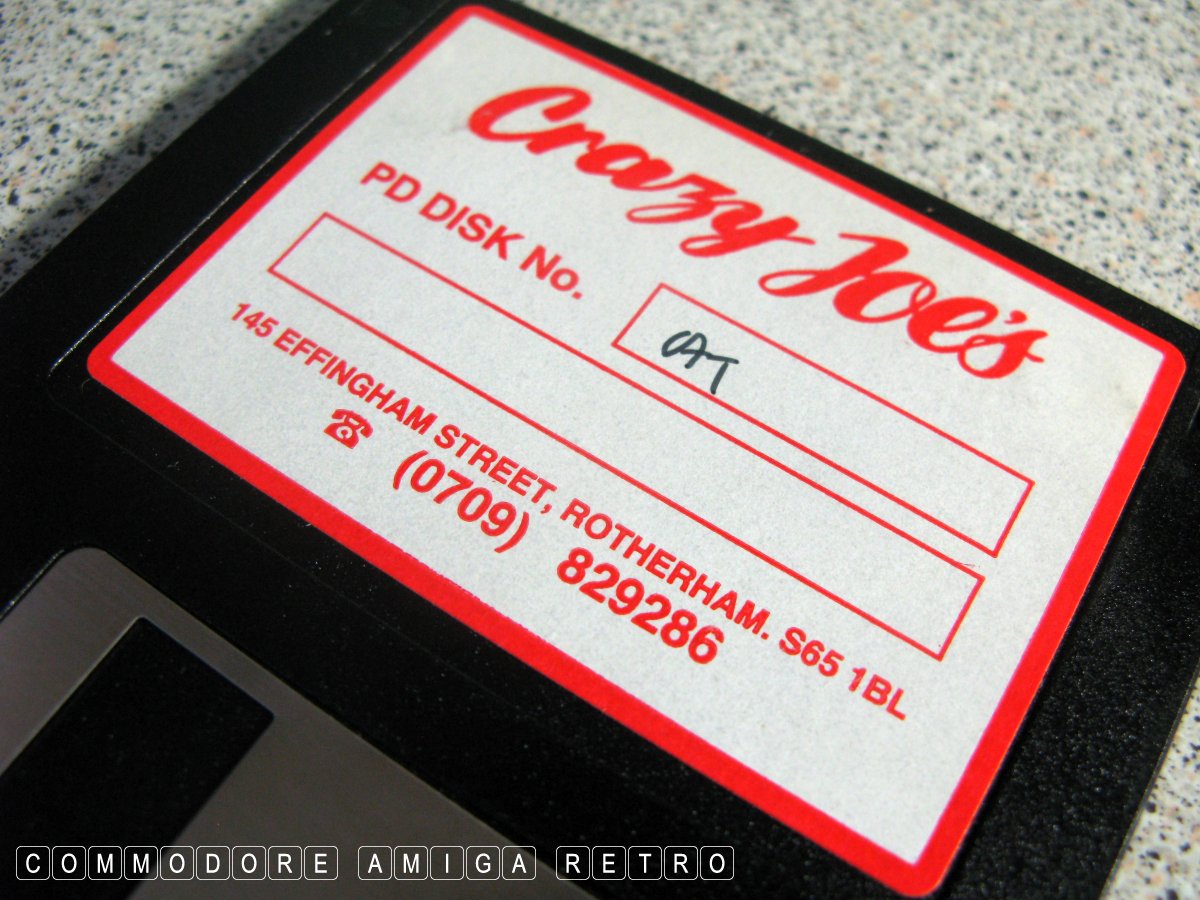 Crazy Joe's
PD DISK No.
CAT
145 EFFINGHAM STREET, ROTHERHAM. S65 1BL
☎ (0709) 829286
COMMODORE AMIGA RETRO